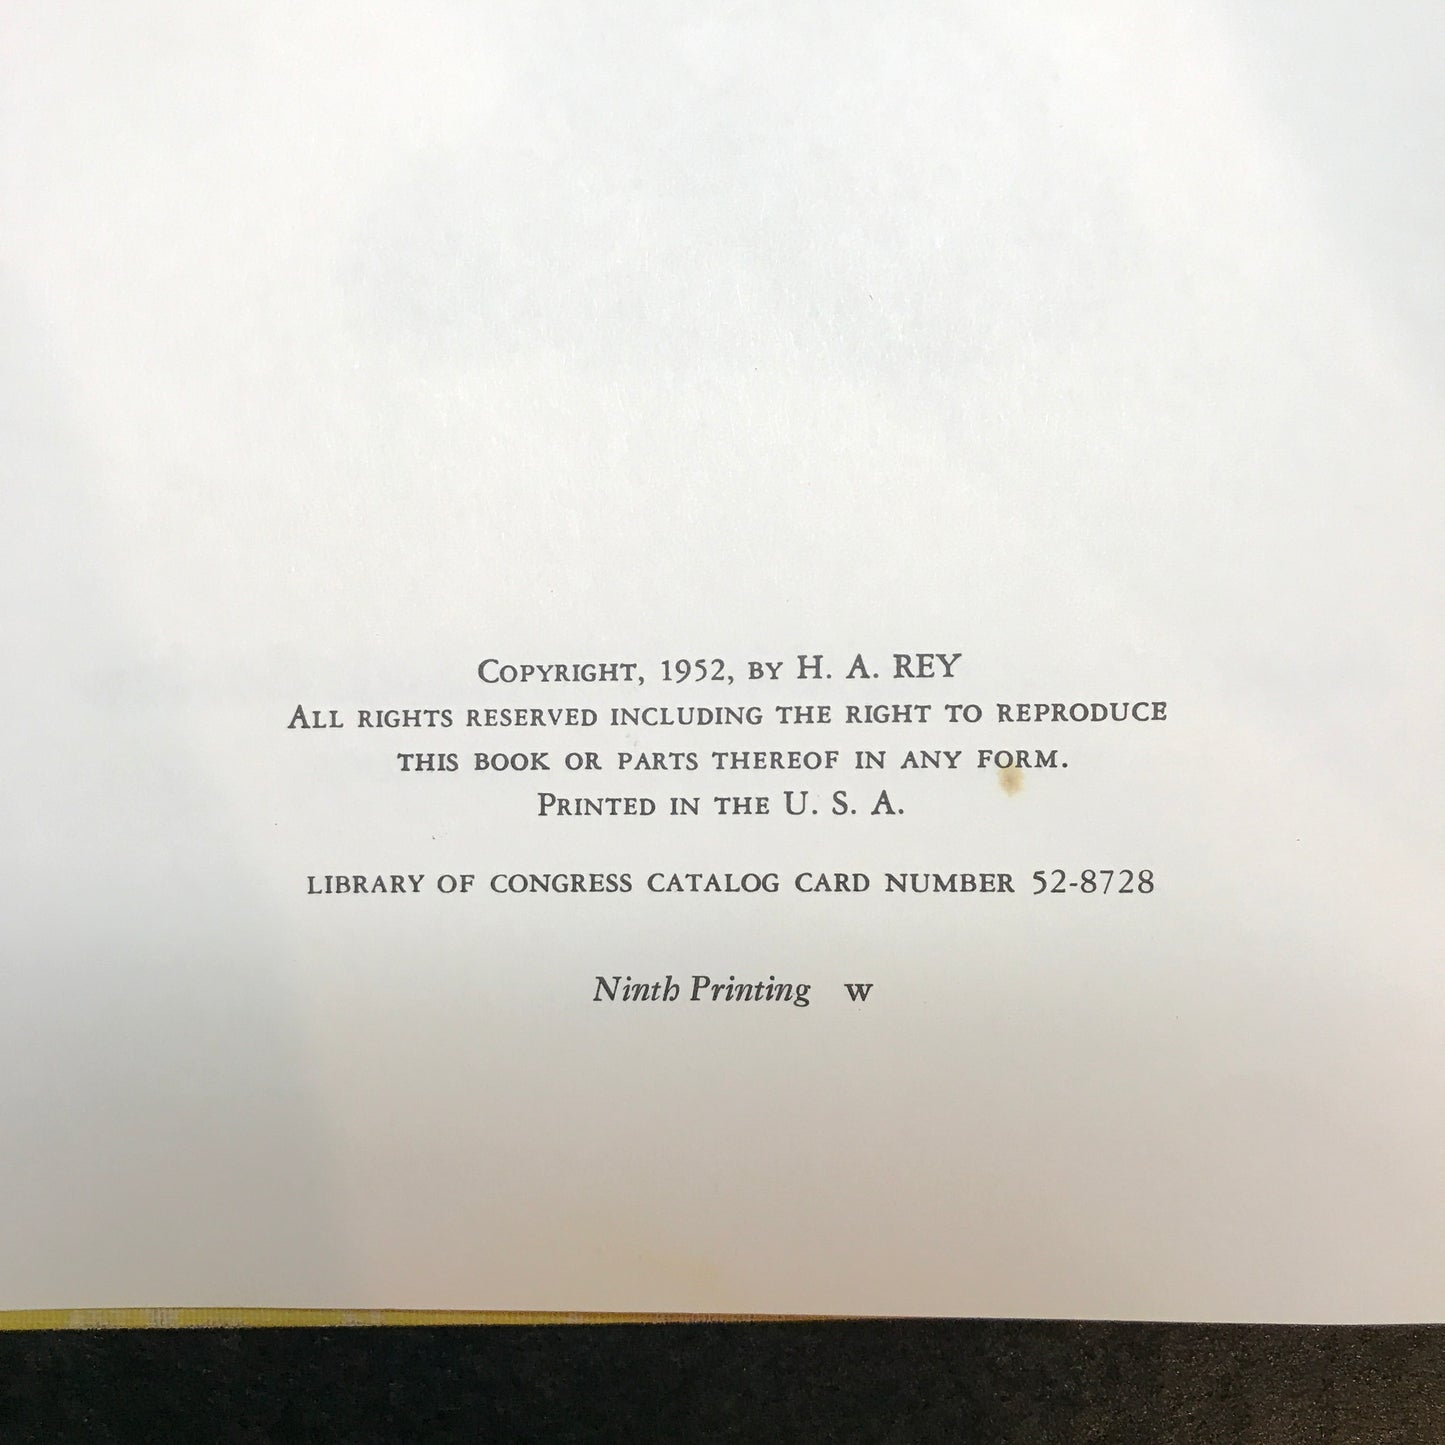 Copyright, 1952, by H. A. REY
All rights reserved including the right to reproduce
this book or parts thereof in any form.
Printed in the U. S. A.
LIBRARY OF CONGRESS CATALOG CARD NUMBER 52-8728
Ninth Printing W